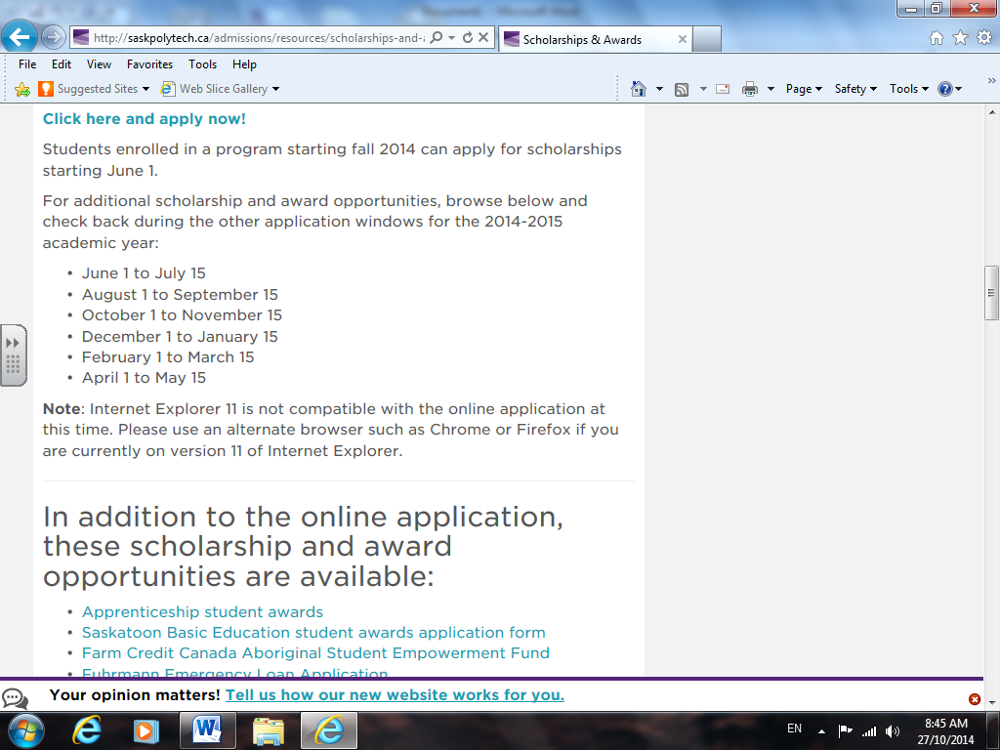 http://saskpolytech.ca/admissions/resources/scholarships-and-
Scholarships & Awards
File Edit View Favorites Tools Help
Suggested Sites Web Slice Gallery
Page Safety Tools
Click here and apply now!
Students enrolled in a program starting fall 2014 can apply for scholarships
starting June 1.
For additional scholarship and award opportunities, browse below and
check back during the other application windows for the 2014-2015
academic year:
• June 1 to July 15
• August 1 to September 15
• October 1 to November 15
• December 1 to January 15
• February 1 to March 15
• April 1 to May 15
Note: Internet Explorer 11 is not compatible with the online application at
this time. Please use an alternate browser such as Chrome or Firefox if you
are currently on version 11 of Internet Explorer.
In addition to the online application,
these scholarship and award
opportunities are available:
• Apprenticeship student awards
• Saskatoon Basic Education student awards application form
• Farm Credit Canada Aboriginal Student Empowerment Fund
• Fuhrmann Emergency Loan Application
Your opinion matters! Tell us how our new website works for you.
EN
8:45 AM
27/10/2014